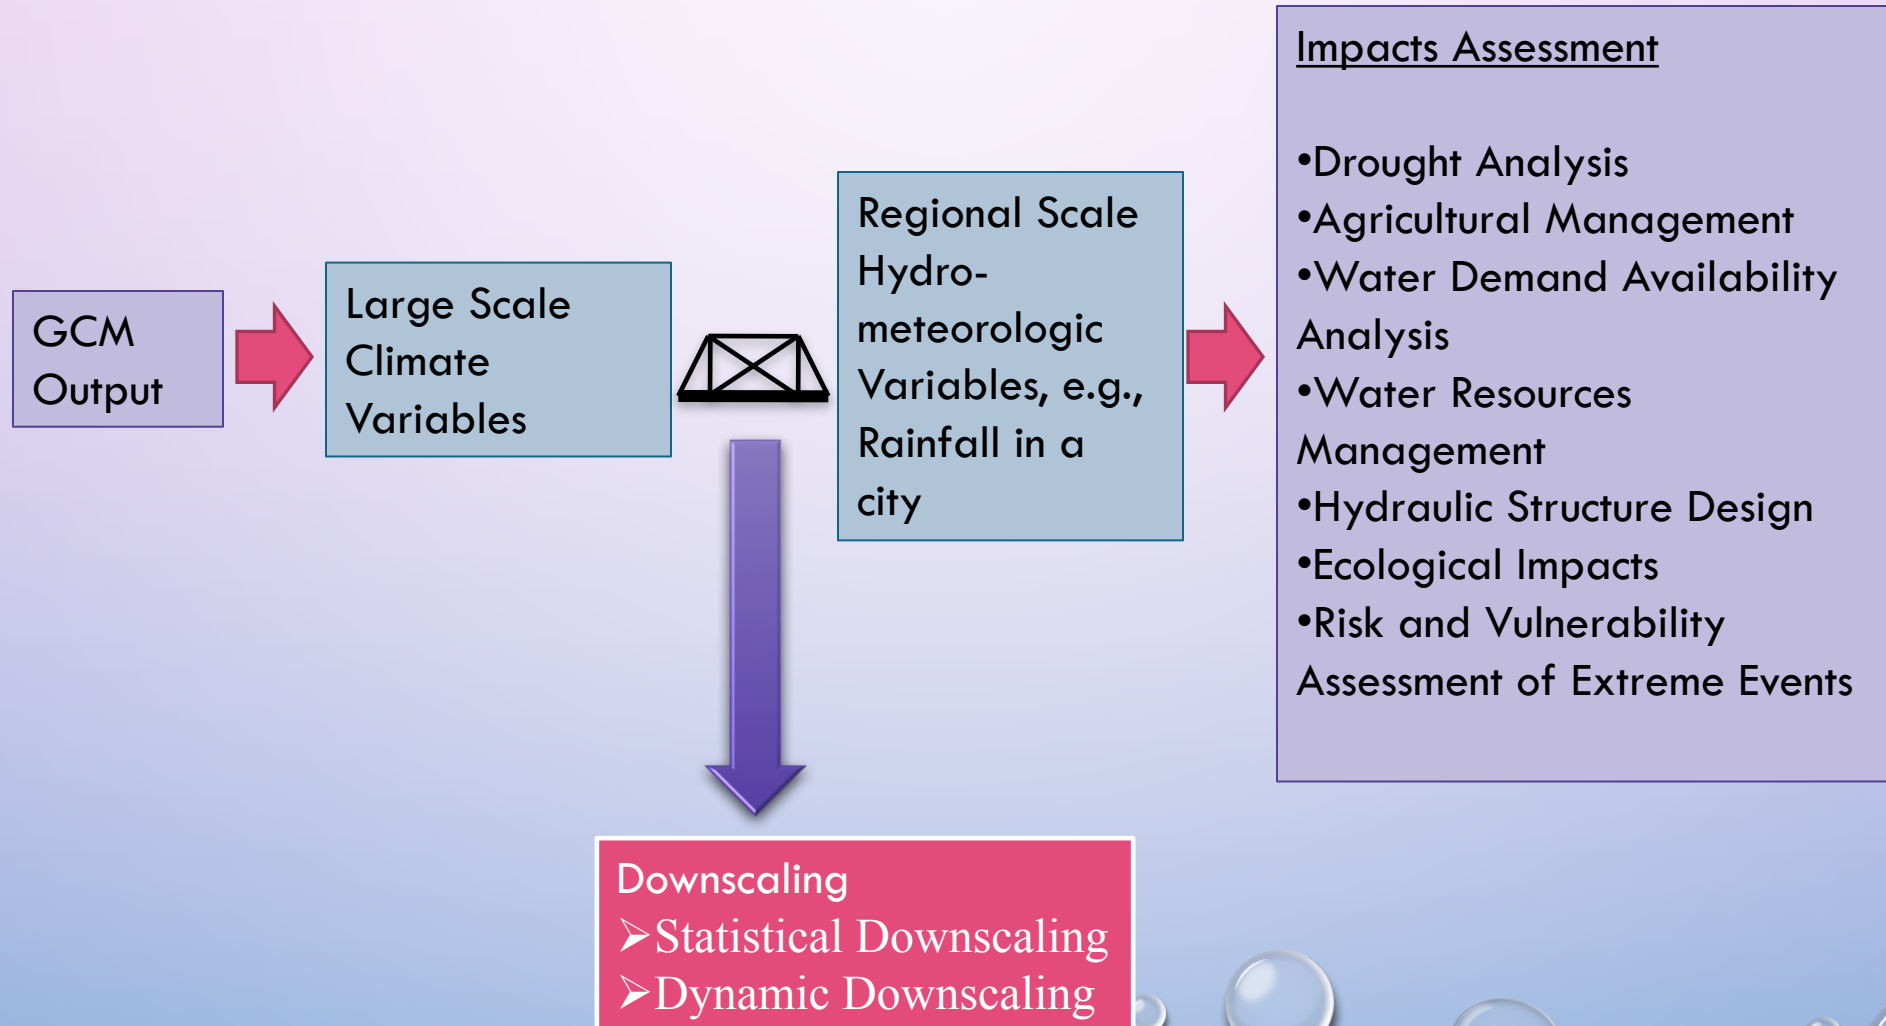 GCM
Output
Large Scale
Climate
Variables
Regional Scale
Hydro-
meteorologic
Variables, e.g.,
Rainfall in a
city
Impacts Assessment
•Drought Analysis
•Agricultural Management
•Water Demand Availability
Analysis
•Water Resources
Management
•Hydraulic Structure Design
•Ecological Impacts
•Risk and Vulnerability
Assessment of Extreme Events
Downscaling
➢Statistical Downscaling
➢Dynamic Downscaling